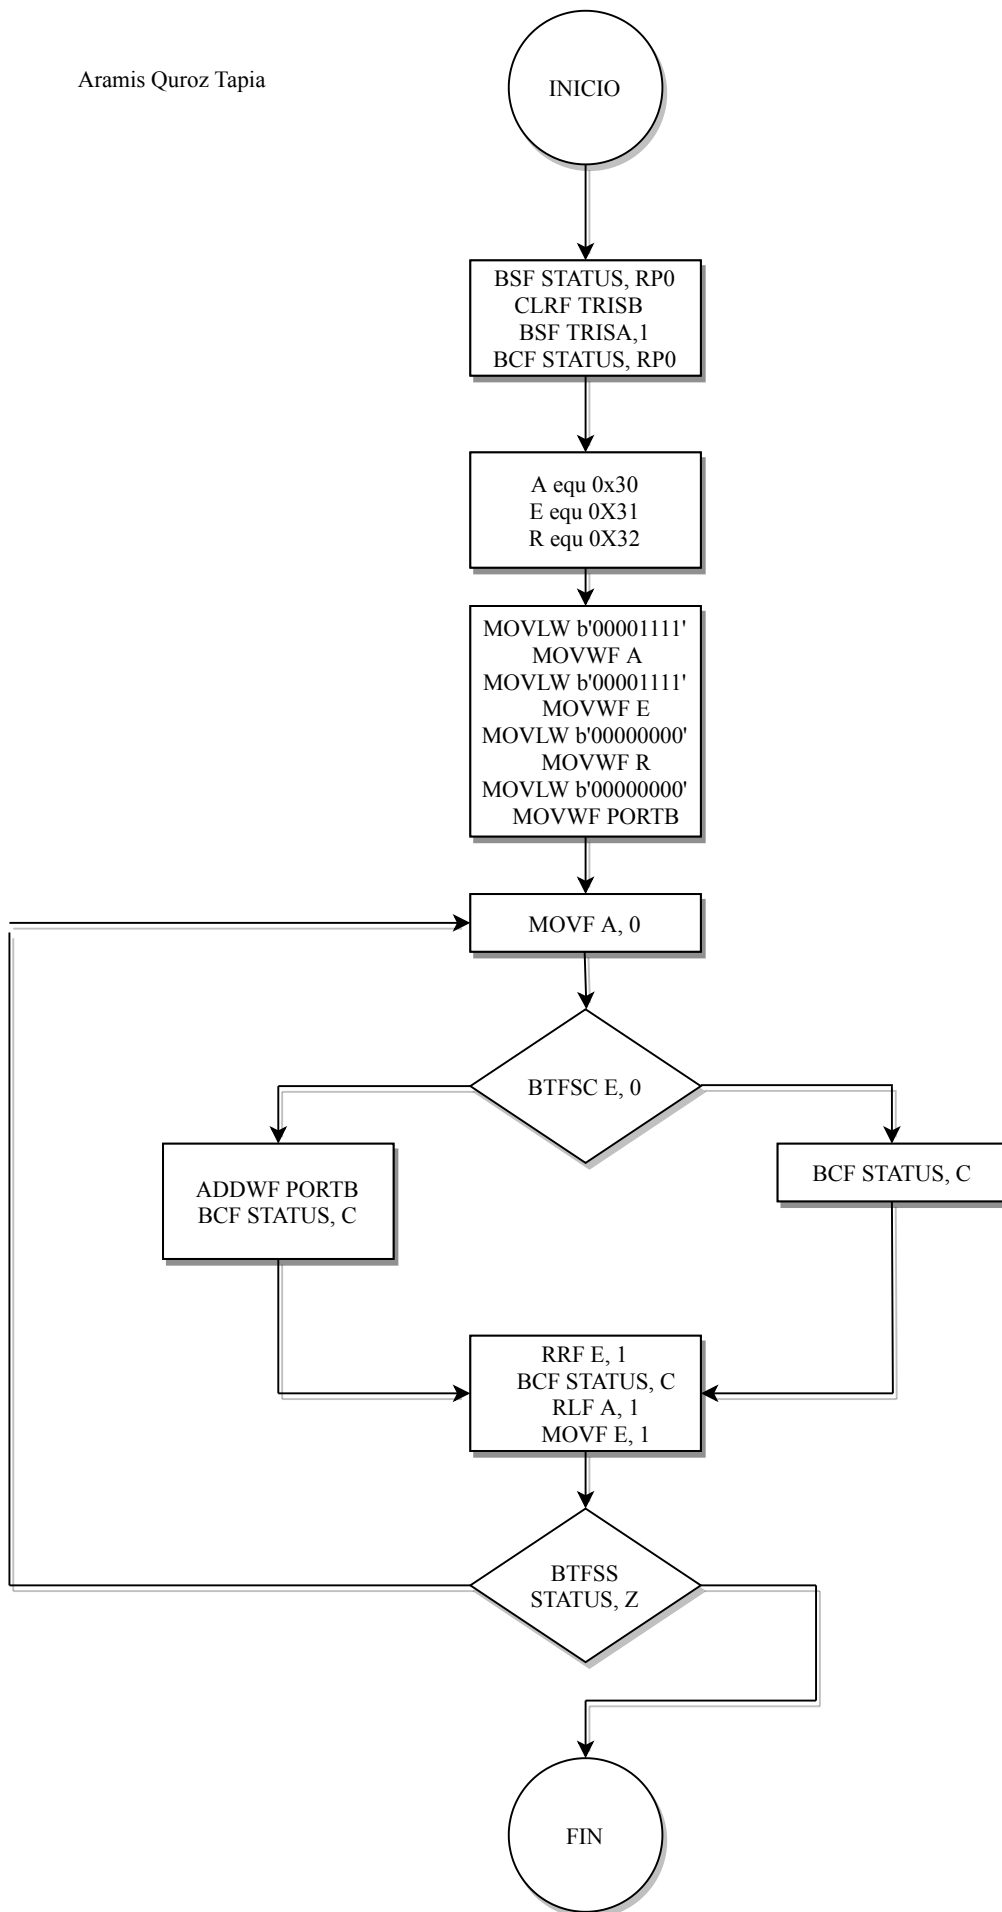 Aramis Quroz Tapia
INICIO
BSF STATUS, RP0
CLRF TRISB
BSF TRISA,1
BCF STATUS, RP0
A equ 0x30
E equ 0X31
R equ 0X32
MOVLW b'00001111'
MOVWF A
MOVLW b'00001111'
MOVWF E
MOVLW b'00000000'
MOVWF R
MOVLW b'00000000'
MOVWF PORTB
MOVF A, 0
BTFSC E, 0
ADDWF PORTB
BCF STATUS, C
BCF STATUS, C
RRF E, 1
BCF STATUS, C
RLF A, 1
MOVF E, 1
BTFSS
STATUS, Z
FIN